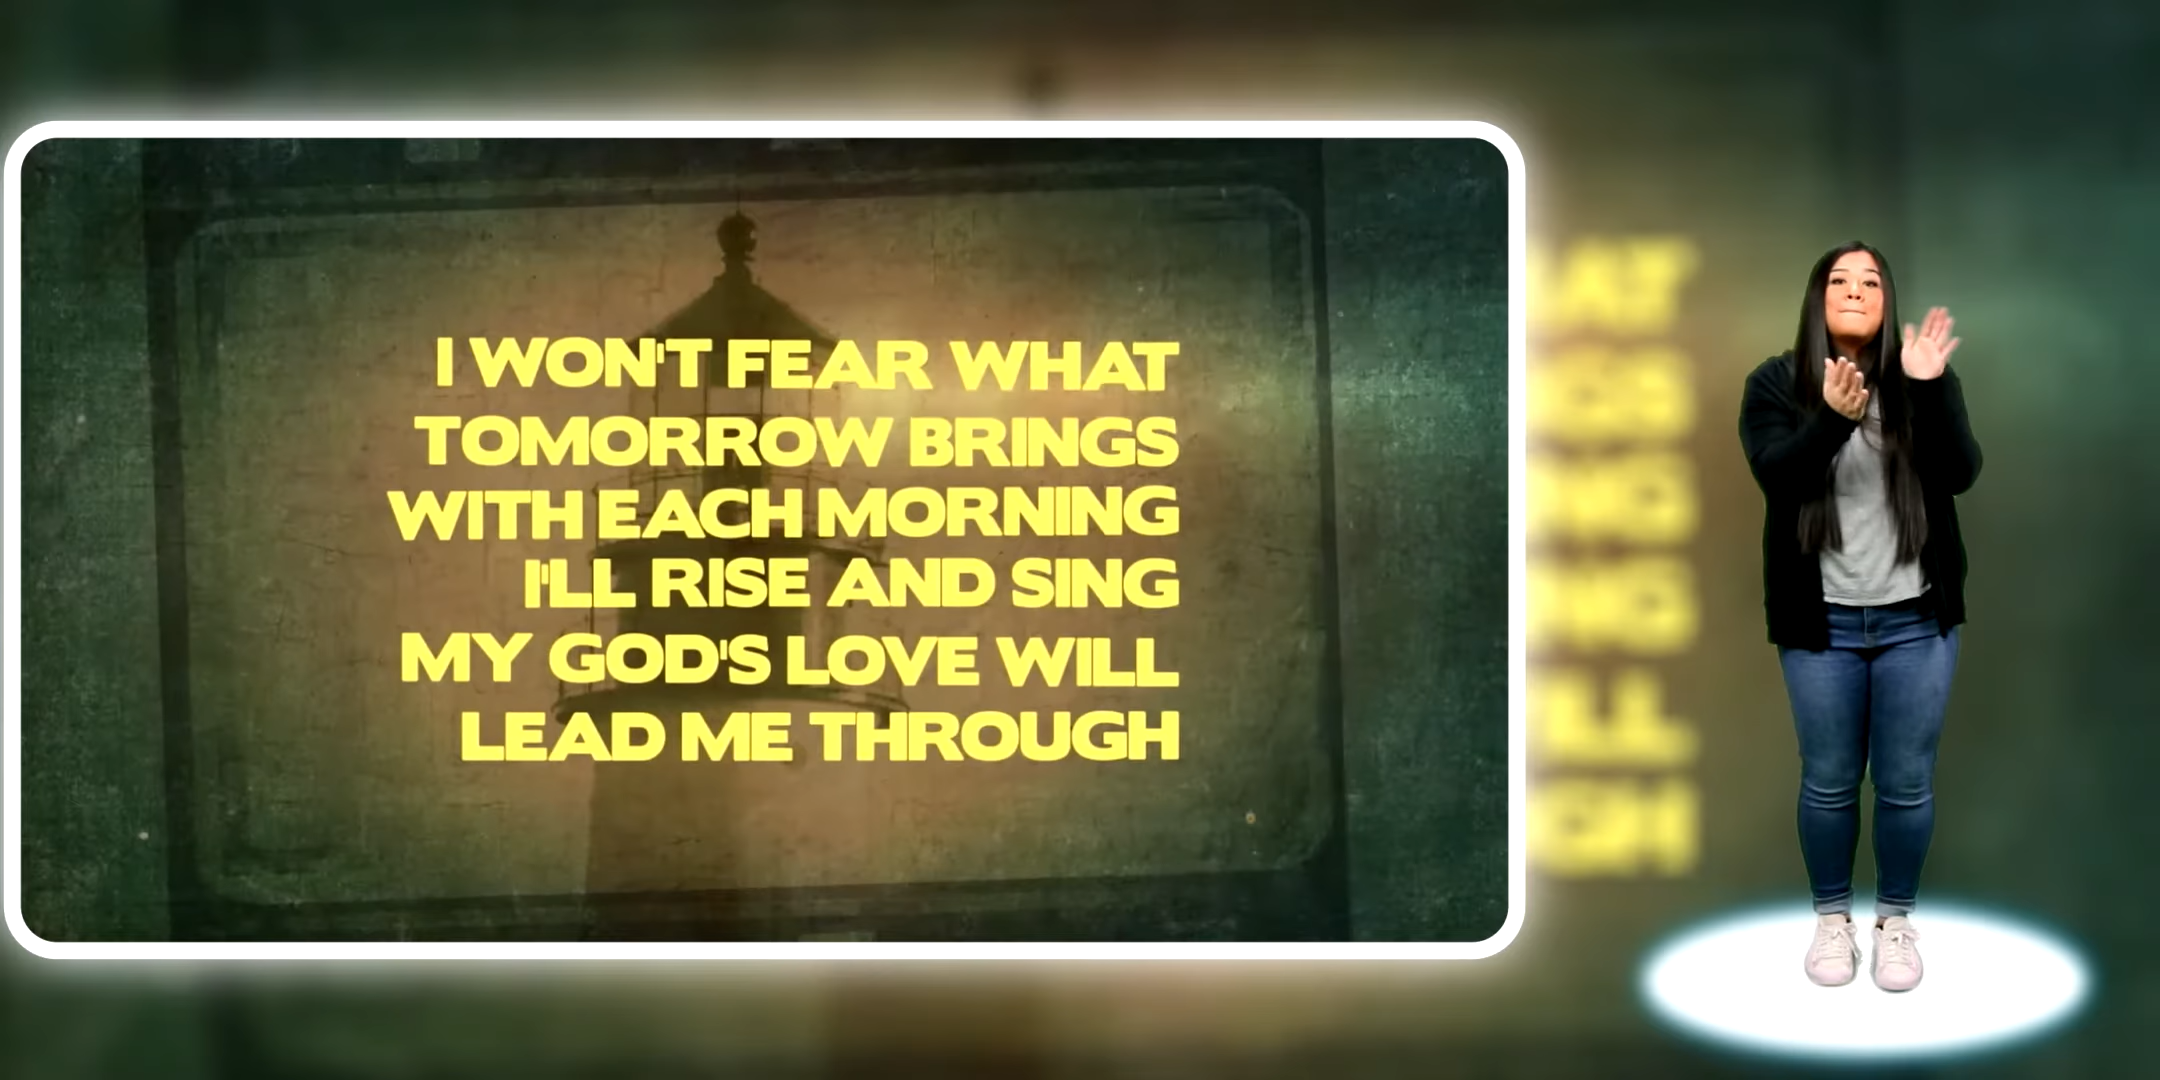 I WON'T FEAR WHAT
TOMORROW BRINGS
WITH EACH MORNING
I'LL RISE AND SING
MY GOD'S LOVE WILL
LEAD ME THROUGH